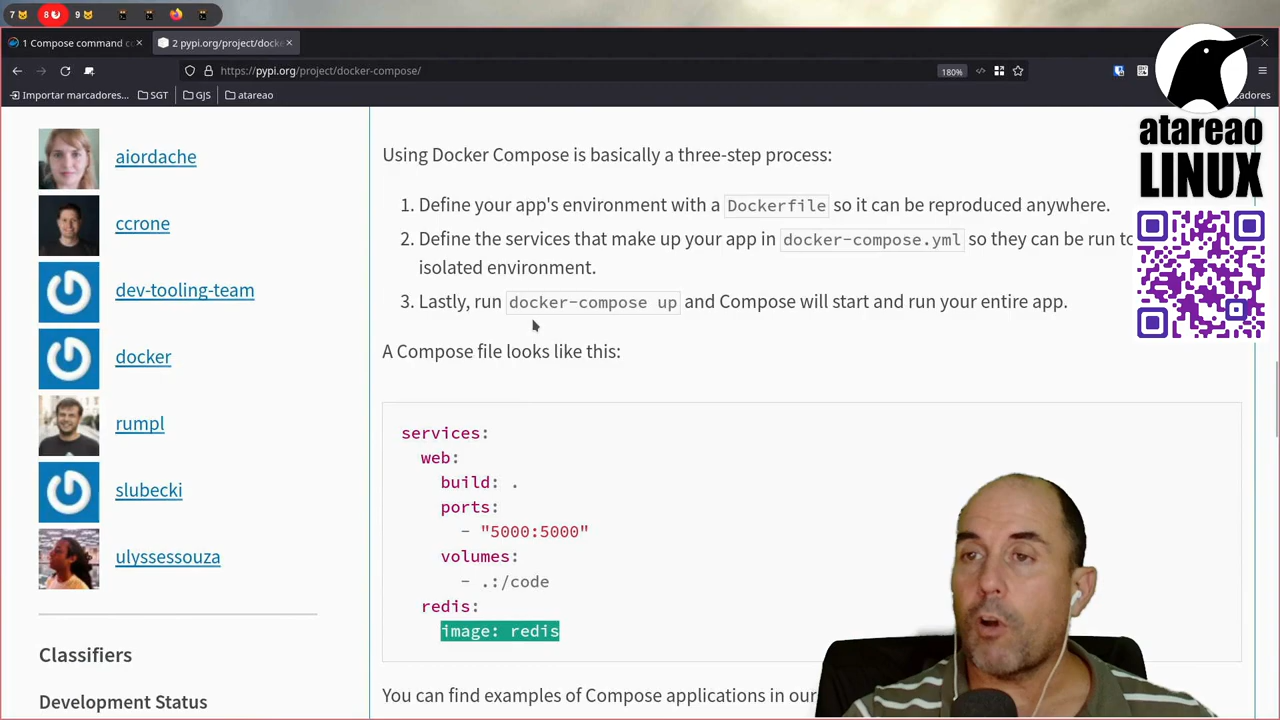 7 8 9
1 Compose command co
2 pypi.org/project/docke
https://pypi.org/project/docker-compose/
180%
Importar marcadores...
SGT
GJS
atareao
cadores
atareao
LINUX
aiordache
ccrone
dev-tooling-team
docker
rumpl
slubecki
ulyssessouza
Classifiers
Development Status
Using Docker Compose is basically a three-step process:
1. Define your app's environment with a Dockerfile so it can be reproduced anywhere.
2. Define the services that make up your app in docker-compose.yml so they can be run to
isolated environment.
3. Lastly, run docker-compose up and Compose will start and run your entire app.
A Compose file looks like this:
services:
web:
build: .
ports:
- "5000:5000"
volumes:
- .:/code
redis:
image: redis
You can find examples of Compose applications in our